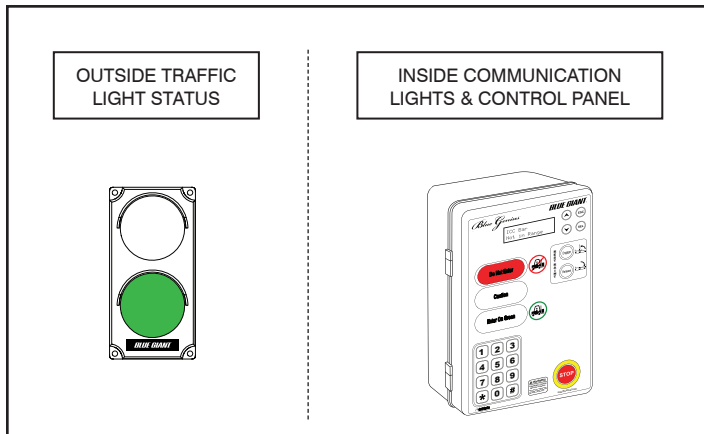 OUTSIDE TRAFFIC
LIGHT STATUS
INSIDE COMMUNICATION
LIGHTS & CONTROL PANEL
BLUE GIANT
BLUE GIANT
Blue Genius
ICC Bar
Not in Range
Do Not Enter
Caution
Enter On Green
1 2 3
4 5 6
7 8 9
* 0 #
STOP